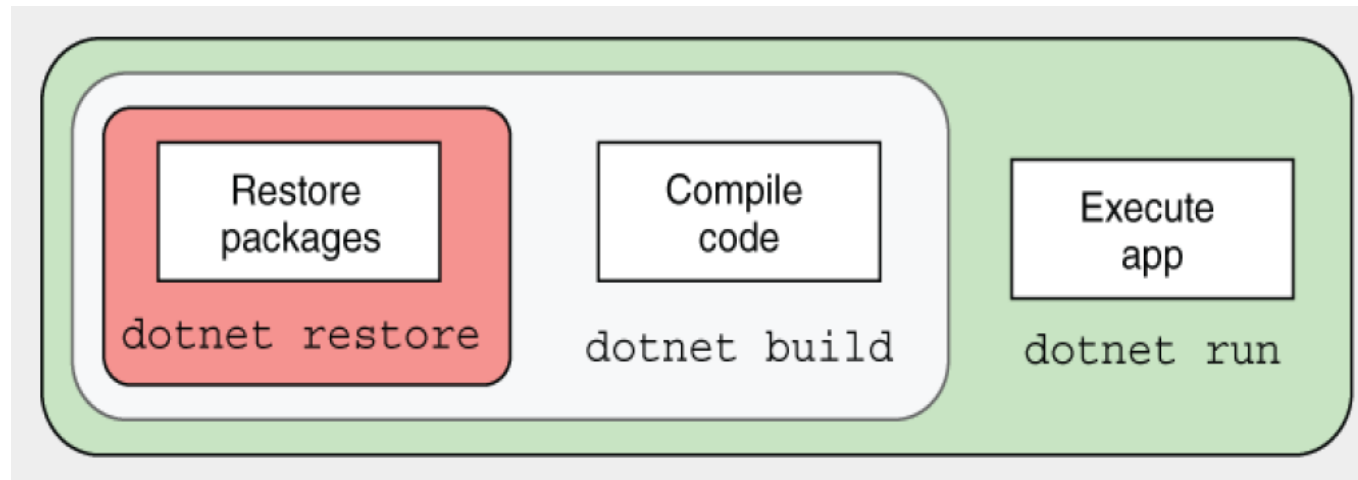 Restore
packages
dotnet restore
Compile
code
dotnet build
Execute
app
dotnet run